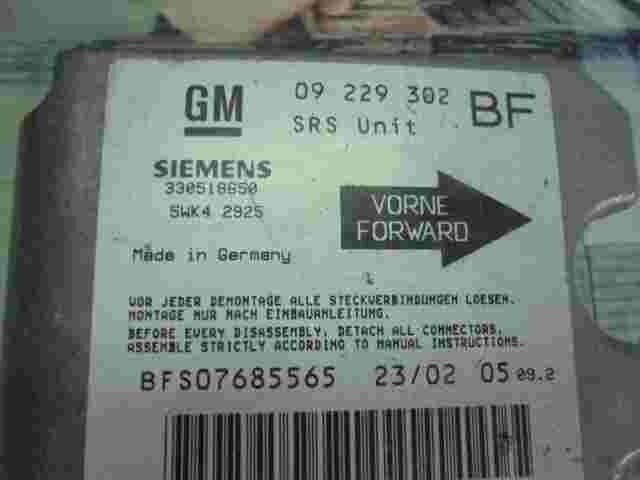 GM 09 229 302 BF
SRS Unit
SIEMENS
330518650
5WK4 2925
VORNE
FORWARD
Made in Germany
VOR JEDER DEMONTAGE ALLE STECKVERBINDUNGEN LOESEN.
MONTAGE NUR NACH EINBAUANLEITUNG.
BEFORE EVERY DISASSEMBLY, DETACH ALL CONNECTORS.
ASSEMBLE STRICTLY ACCORDING TO MANUAL INSTRUCTIONS.
BFS07685565 23/02 05 09.2